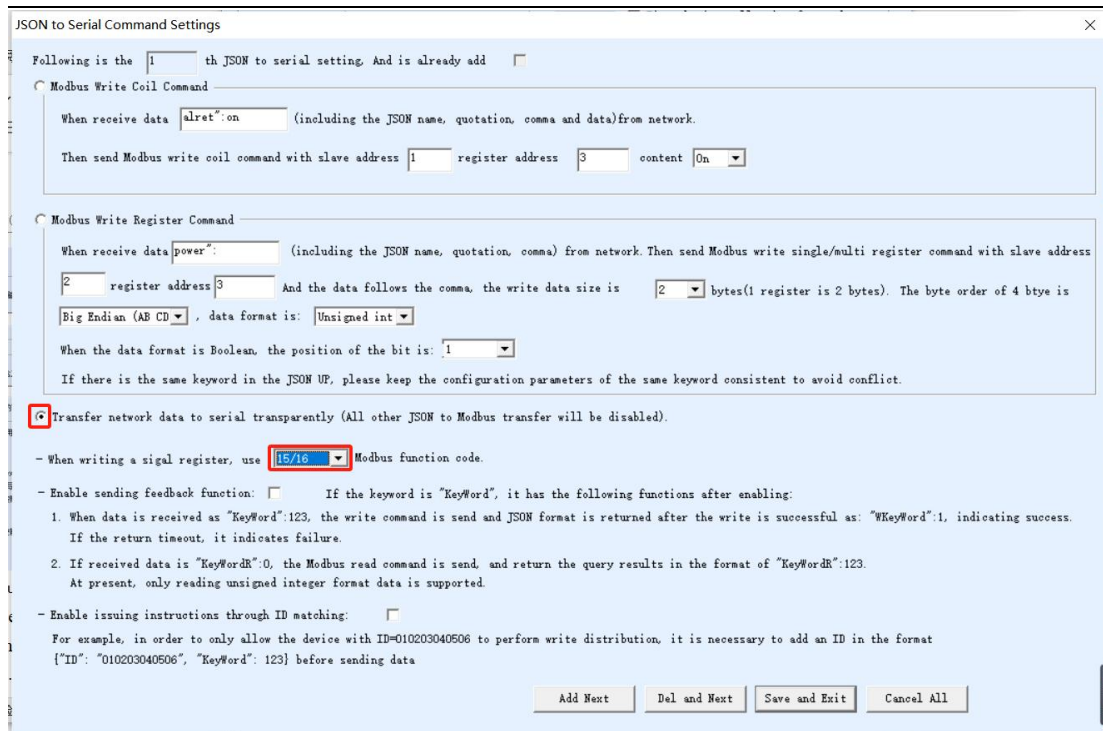 JSON to Serial Command Settings
Following is the 1 th JSON to serial setting, And is already add
Modbus Write Coil Command
When receive data alret":on (including the JSON name, quotation, comma and data)from network.
Then send Modbus write coil command with slave address 1 register address 3 content On
Modbus Write Register Command
When receive data power": (including the JSON name, quotation, comma) from network. Then send Modbus write single/multi register command with slave address
2 register address 3 And the data follows the comma, the write data size is 2 bytes(1 register is 2 bytes). The byte order of 4 btye is
Big Endian (AB CD , data format is: Unsigned int
When the data format is Boolean, the position of the bit is: 1
If there is the same keyword in the JSON UP, please keep the configuration parameters of the same keyword consistent to avoid conflict.
Transfer network data to serial transparently (All other JSON to Modbus transfer will be disabled).
- When writing a sigal register, use 15/16 Modbus function code.
- Enable sending feedback function: If the keyword is "KeyWord", it has the following functions after enabling:
1. When data is received as "KeyWord":123, the write command is send and JSON format is returned after the write is successful as: "WKeyWord":1, indicating success.
If the return timeout, it indicates failure.
2. If received data is "KeyWordR":0, the Modbus read command is send, and return the query results in the format of "KeyWordR":123.
At present, only reading unsigned integer format data is supported.
- Enable issuing instructions through ID matching:
For example, in order to only allow the device with ID=010203040506 to perform write distribution, it is necessary to add an ID in the format
{"ID": "010203040506", "KeyWord": 123} before sending data
Add Next Del and Next Save and Exit Cancel All